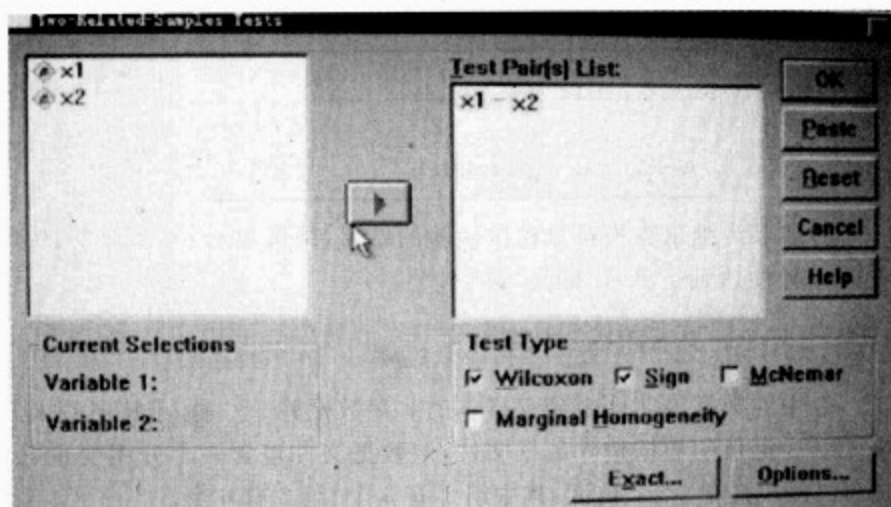 Two-Related-Samples Tests
x1
x2
Test Pair(s) List:
x1 - x2
OK
Paste
Reset
Cancel
Help
Current Selections
Variable 1:
Variable 2:
Test Type
Wilcoxon Sign McNemar
Marginal Homogeneity
Exact... Options...